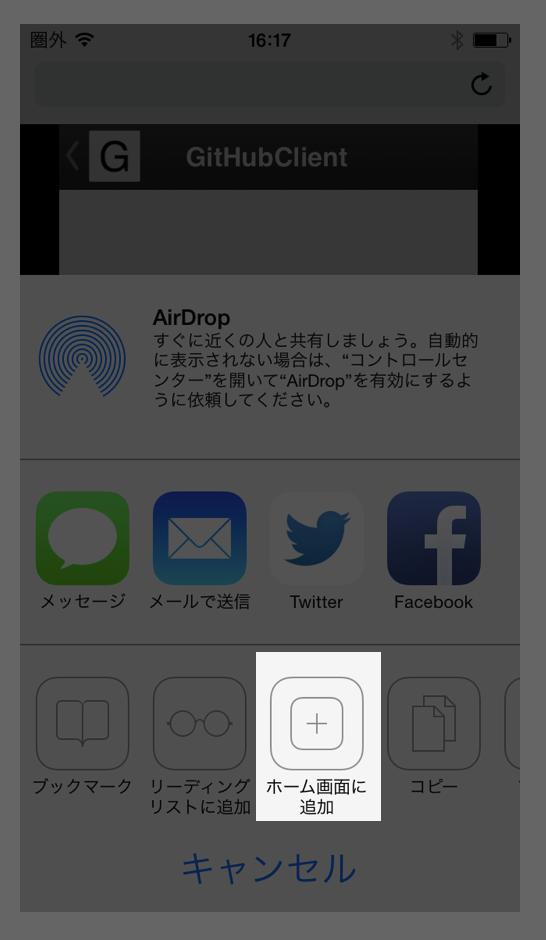 圏外 16:17
G GitHubClient
AirDrop
すぐに近くの人と共有しましょう。自動的
に表示されない場合は、“コントロールセ
ンター”を開いて“AirDrop”を有効にするよ
うに依頼してください。
メッセージ メールで送信 Twitter Facebook
ブックマーク リーディング ホーム画面に コピー
リストに追加 追加
キャンセル